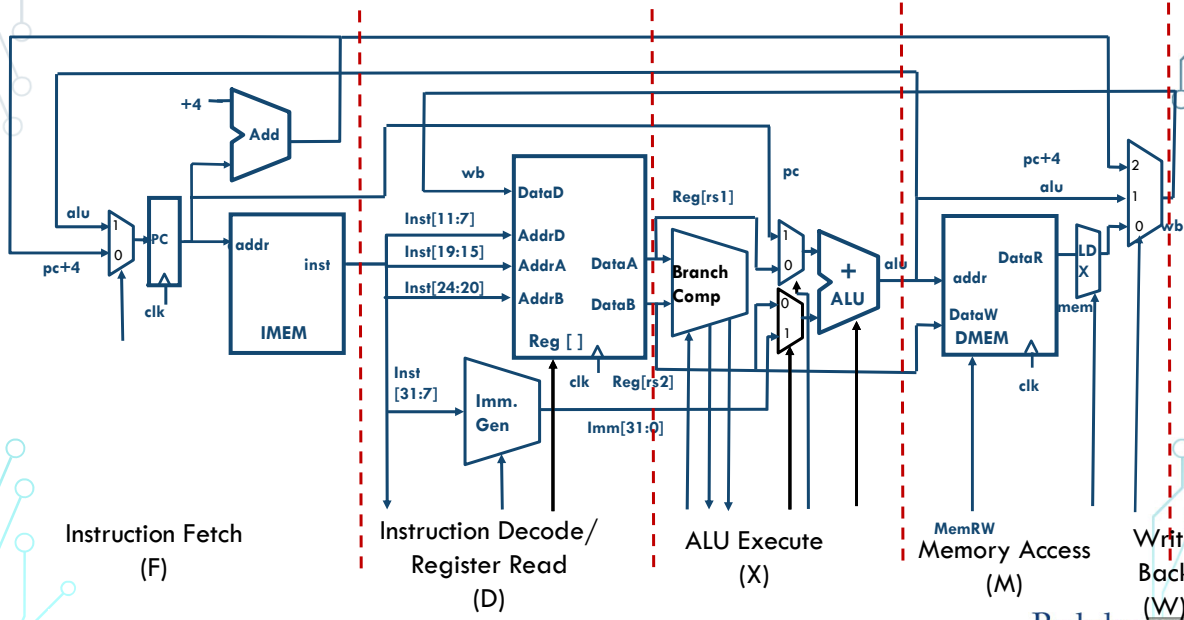 +4
Add
wb
pc
Reg[rs1]
pc+4
alu
2
1
0
wb
DataD
Inst[11:7]
AddrD
Inst[19:15]
AddrA
Inst[24:20]
AddrB
DataA
DataB
Reg [ ]
clk
Reg[rs2]
alu
1
0
pc+4
PC
clk
addr
inst
IMEM
Branch
Comp
1
0
0
1
+
ALU
alu
DataR
addr
DataW
DMEM
clk
LD
X
mem
Inst
[31:7]
Imm.
Gen
Imm[31:0]
MemRW
Instruction Fetch
(F)
Instruction Decode/
Register Read
(D)
ALU Execute
(X)
Memory Access
(M)
Back
(W)